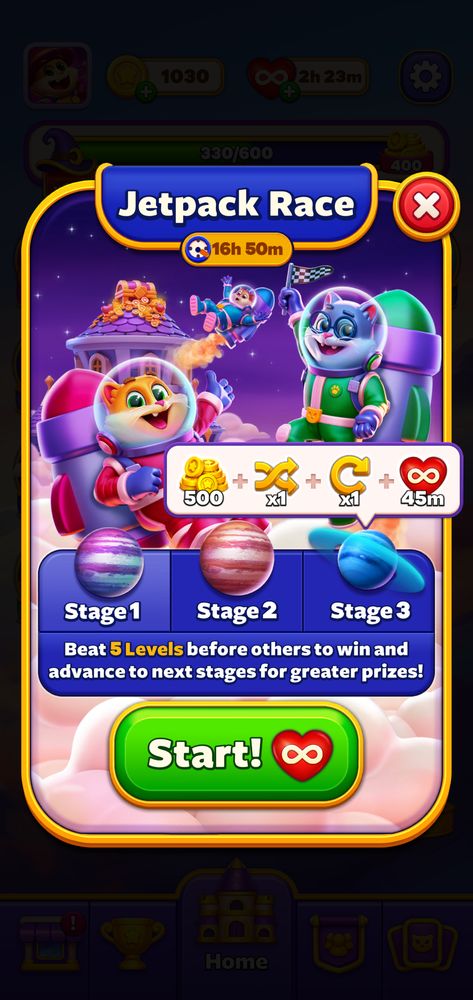 1030
2h 23m
330/600
400
Jetpack Race
16h 50m
500 + x1 + x1 + 45m
Stage 1
Stage 2
Stage 3
Beat 5 Levels before others to win and
advance to next stages for greater prizes!
Start!
!
Home